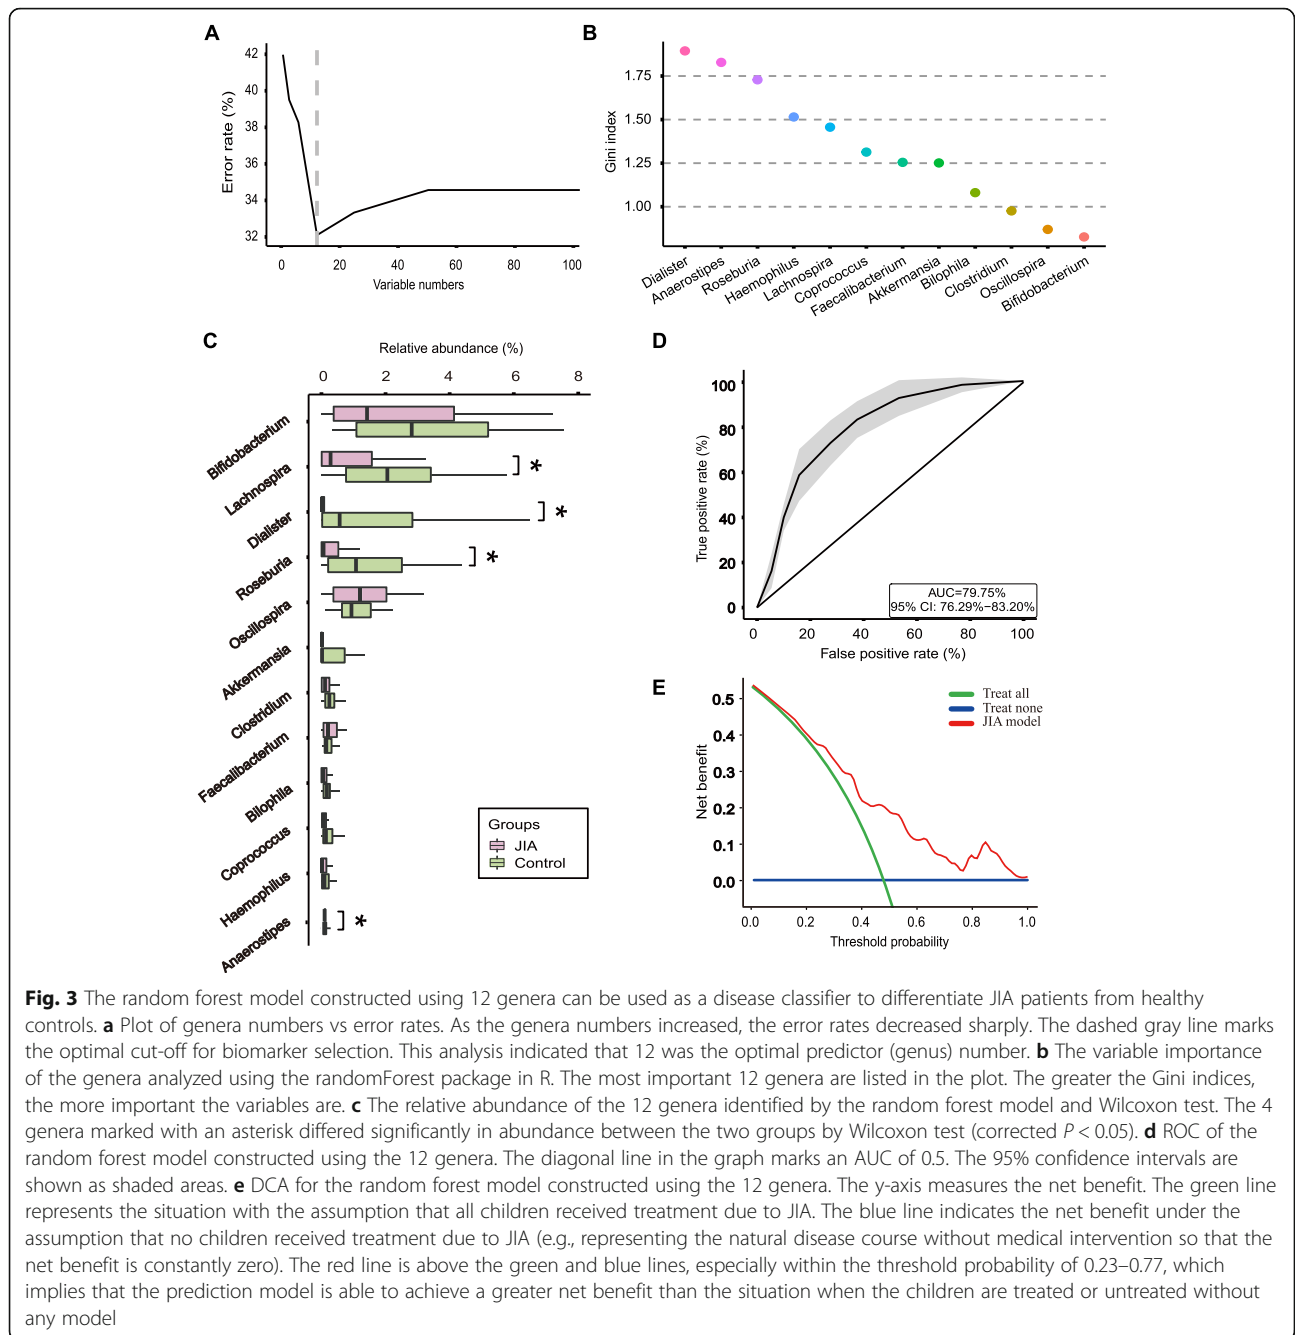 A
Error rate (%)
42
40
38
36
34
32
0 20 40 60 80 100
Variable numbers
B
Gini index
1.75
1.50
1.25
1.00
Dialister
Anaerostipes
Roseburia
Haemophilus
Lachnospira
Coprococcus
Faecalibacterium
Akkermansia
Bilophila
Clostridium
Oscillospira
Bifidobacterium
C
Relative abundance (%)
0 2 4 6 8
Bifidobacterium
Lachnospira
*
Dialister
*
Roseburia
*
Oscillospira
Akkermansia
Clostridium
Faecalibacterium
Bilophila
Coprococcus
Haemophilus
Anaerostipes
*
Groups
JIA
Control
D
True positive rate (%)
100
80
60
40
20
0
AUC=79.75%
95% CI: 76.29%−83.20%
0 20 40 60 80 100
False positive rate (%)
E
Net benefit
0.5
0.4
0.3
0.2
0.1
0.0
Treat all
Treat none
JIA model
0.0 0.2 0.4 0.6 0.8 1.0
Threshold probability
Fig. 3 The random forest model constructed using 12 genera can be used as a disease classifier to differentiate JIA patients from healthy
controls. a Plot of genera numbers vs error rates. As the genera numbers increased, the error rates decreased sharply. The dashed gray line marks
the optimal cut-off for biomarker selection. This analysis indicated that 12 was the optimal predictor (genus) number. b The variable importance
of the genera analyzed using the randomForest package in R. The most important 12 genera are listed in the plot. The greater the Gini indices,
the more important the variables are. c The relative abundance of the 12 genera identified by the random forest model and Wilcoxon test. The 4
genera marked with an asterisk differed significantly in abundance between the two groups by Wilcoxon test (corrected P < 0.05). d ROC of the
random forest model constructed using the 12 genera. The diagonal line in the graph marks an AUC of 0.5. The 95% confidence intervals are
shown as shaded areas. e DCA for the random forest model constructed using the 12 genera. The y-axis measures the net benefit. The green line
represents the situation with the assumption that all children received treatment due to JIA. The blue line indicates the net benefit under the
assumption that no children received treatment due to JIA (e.g., representing the natural disease course without medical intervention so that the
net benefit is constantly zero). The red line is above the green and blue lines, especially within the threshold probability of 0.23–0.77, which
implies that the prediction model is able to achieve a greater net benefit than the situation when the children are treated or untreated without
any model